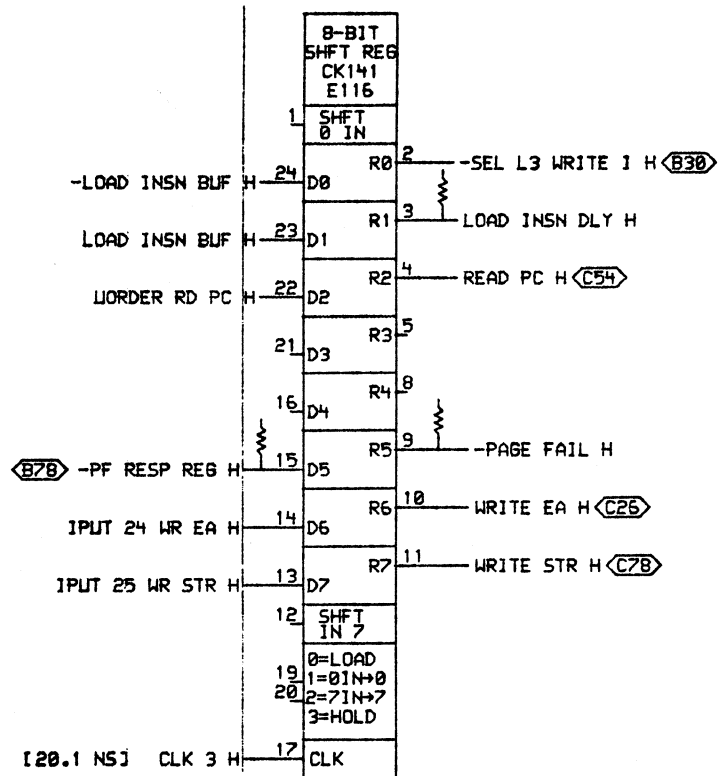 8-BIT
SHFT REG
CK141
E116
1 SHFT
0 IN
-LOAD INSN BUF H 24 D0 R0 2 -SEL L3 WRITE I H B30
LOAD INSN BUF H 23 D1 R1 3 LOAD INSN DLY H
UORDER RD PC H 22 D2 R2 4 READ PC H C54
21 D3 R3 5
16 D4 R4 8
B78 -PF RESP REG H 15 D5 R5 9 -PAGE FAIL H
IPUT 24 WR EA H 14 D6 R6 10 WRITE EA H C26
IPUT 25 WR STR H 13 D7 R7 11 WRITE STR H C78
12 SHFT
IN 7
0=LOAD
19 1=0IN→0
20 2=7IN→7
3=HOLD
[20.1 NS] CLK 3 H 17 CLK